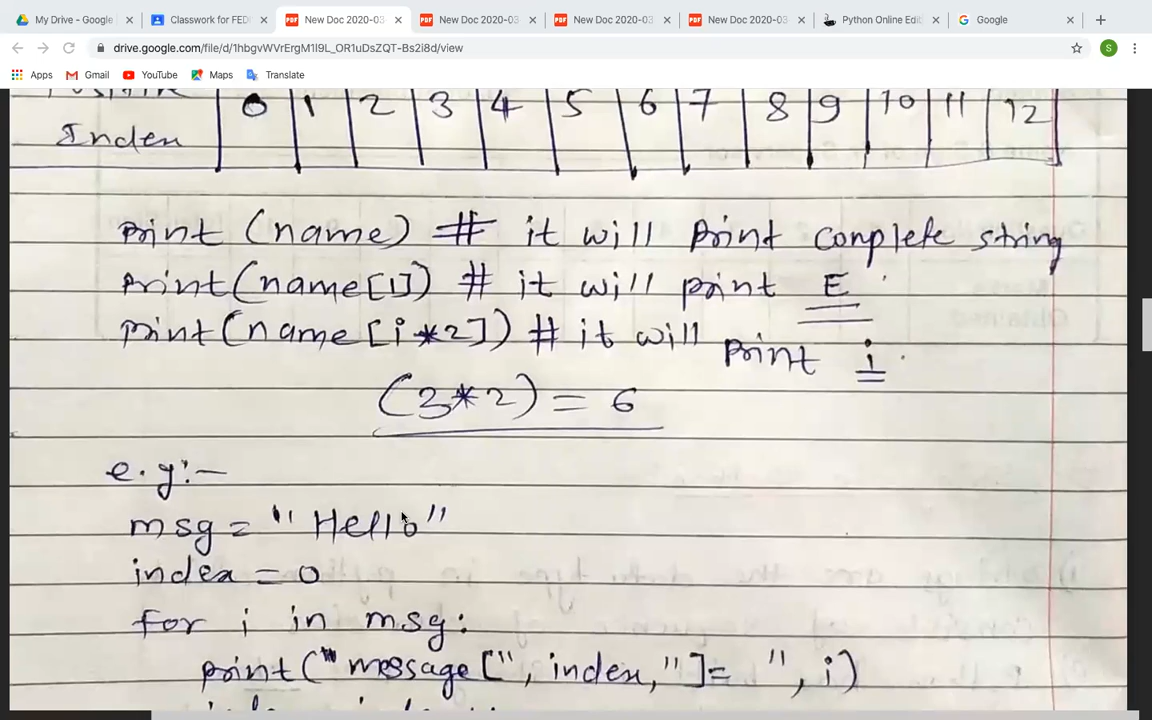 My Drive - Google
Classwork for FED
New Doc 2020-03
New Doc 2020-03
New Doc 2020-03
New Doc 2020-03
Python Online Edit
Google
drive.google.com/file/d/1hbgvWVrErgM1I9L_OR1uDsZQT-Bs2i8d/view
S
Apps Gmail YouTube Maps Translate
0 1 2 3 4 5 6 7 8 9 10 11 12
Index
Print (name) # it will Print complete string
Print(name[1]) # it will print E
print(name[i*2]) # it will print i
(3*2) = 6
e.g:-
msg = "Hello"
index = 0
for i in msg:
print("message[", index, "]= ", i)